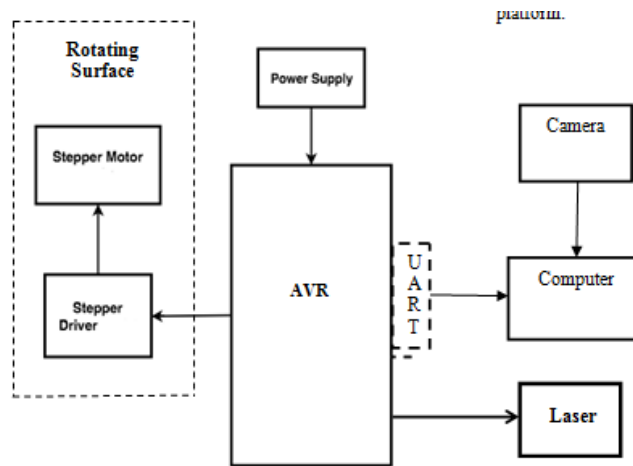 platform.
Rotating
Surface
Power Supply
Camera
Stepper Motor
U
A
R
T
AVR
Computer
Stepper
Driver
Laser